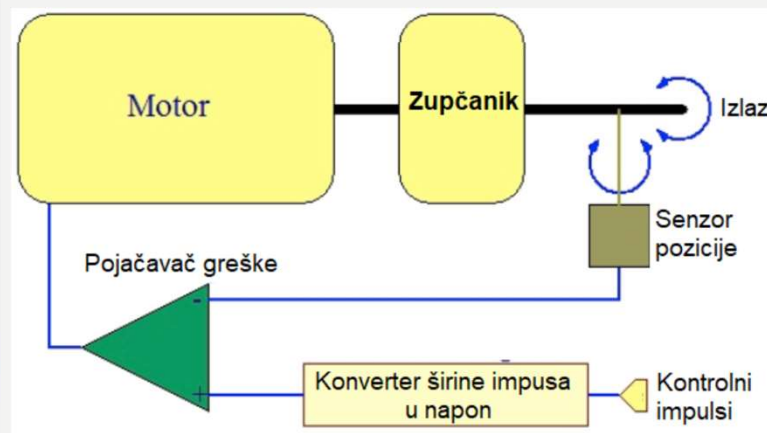 Motor
Zupčanik
Izlaz
Senzor
pozicije
Pojačavač greške
-
+
Konverter širine impusa
u napon
Kontrolni
impulsi